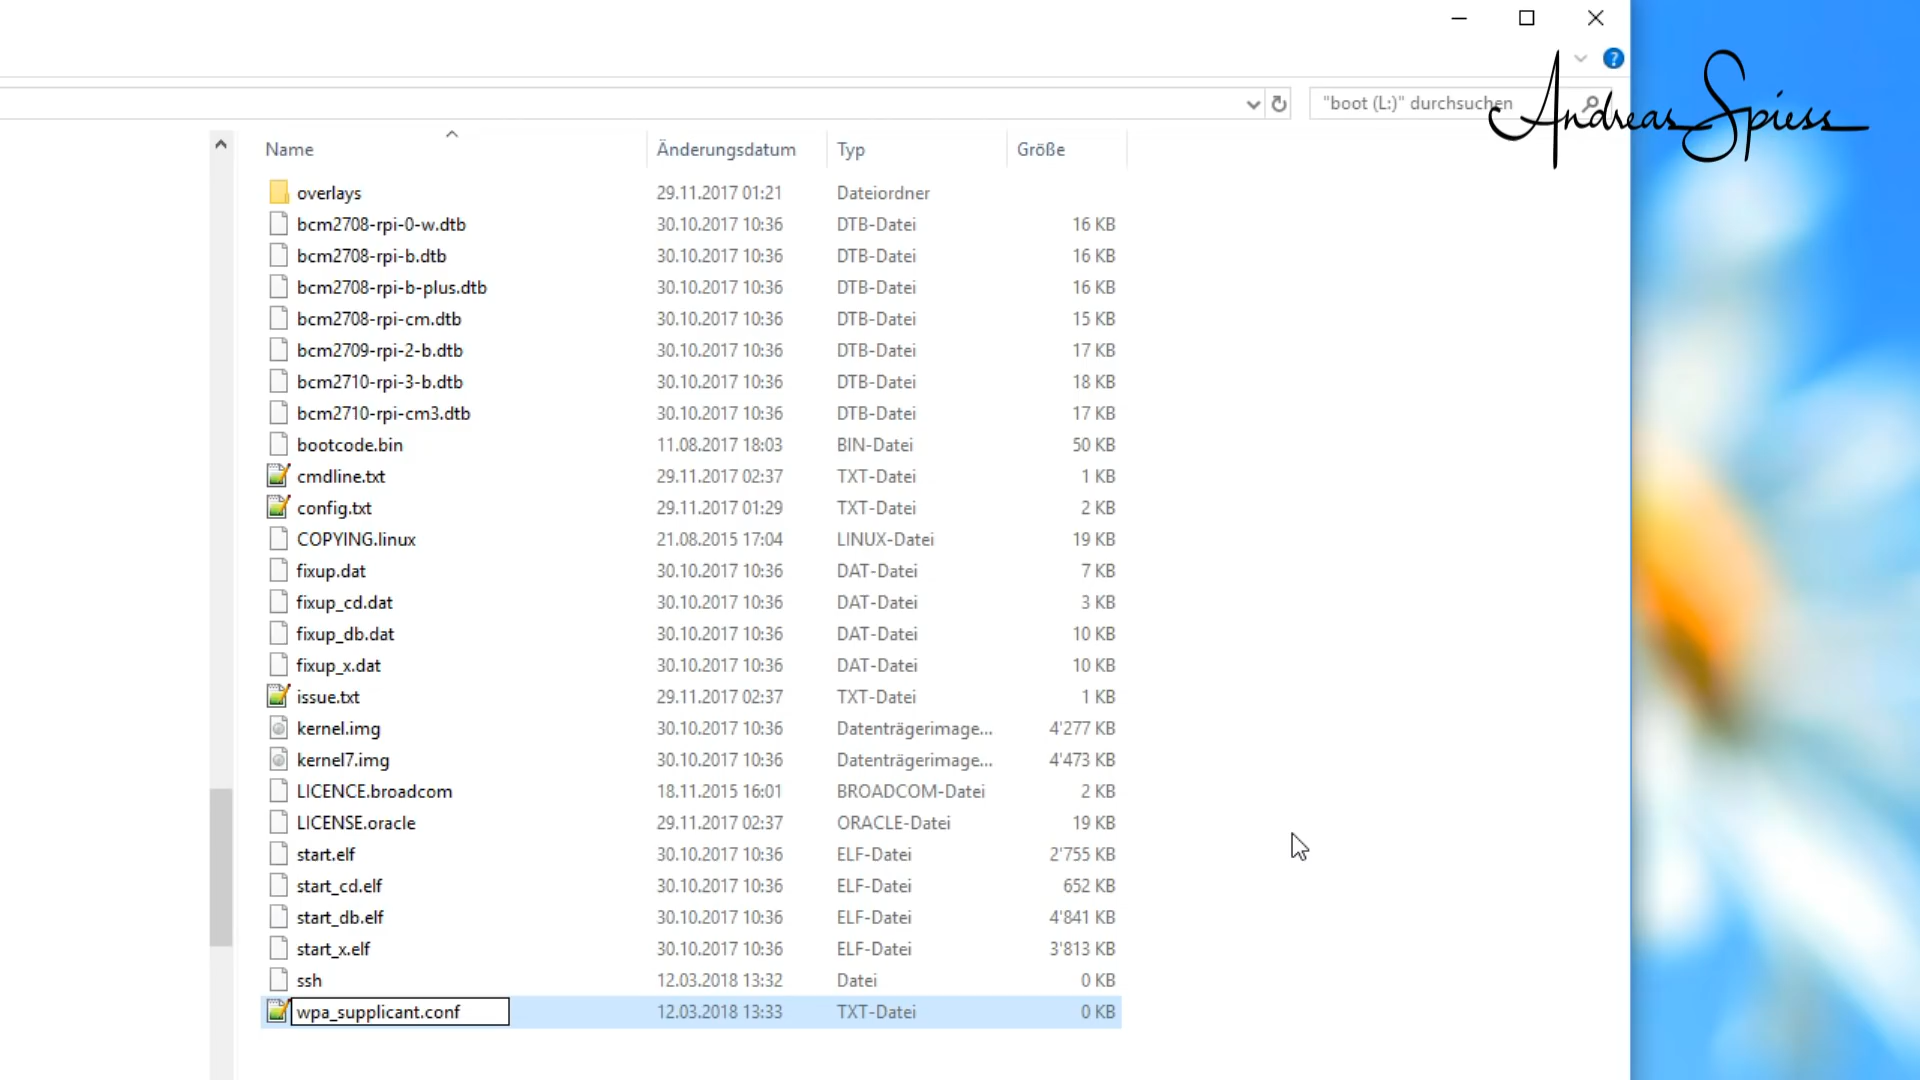 Andreas Spiess
"boot (L:)" durchsuchen
Name Änderungsdatum Typ Größe
overlays 29.11.2017 01:21 Dateiordner
bcm2708-rpi-0-w.dtb 30.10.2017 10:36 DTB-Datei 16 KB
bcm2708-rpi-b.dtb 30.10.2017 10:36 DTB-Datei 16 KB
bcm2708-rpi-b-plus.dtb 30.10.2017 10:36 DTB-Datei 16 KB
bcm2708-rpi-cm.dtb 30.10.2017 10:36 DTB-Datei 15 KB
bcm2709-rpi-2-b.dtb 30.10.2017 10:36 DTB-Datei 17 KB
bcm2710-rpi-3-b.dtb 30.10.2017 10:36 DTB-Datei 18 KB
bcm2710-rpi-cm3.dtb 30.10.2017 10:36 DTB-Datei 17 KB
bootcode.bin 11.08.2017 18:03 BIN-Datei 50 KB
cmdline.txt 29.11.2017 02:37 TXT-Datei 1 KB
config.txt 29.11.2017 01:29 TXT-Datei 2 KB
COPYING.linux 21.08.2015 17:04 LINUX-Datei 19 KB
fixup.dat 30.10.2017 10:36 DAT-Datei 7 KB
fixup_cd.dat 30.10.2017 10:36 DAT-Datei 3 KB
fixup_db.dat 30.10.2017 10:36 DAT-Datei 10 KB
fixup_x.dat 30.10.2017 10:36 DAT-Datei 10 KB
issue.txt 29.11.2017 02:37 TXT-Datei 1 KB
kernel.img 30.10.2017 10:36 Datenträgerimage... 4'277 KB
kernel7.img 30.10.2017 10:36 Datenträgerimage... 4'473 KB
LICENCE.broadcom 18.11.2015 16:01 BROADCOM-Datei 2 KB
LICENSE.oracle 29.11.2017 02:37 ORACLE-Datei 19 KB
start.elf 30.10.2017 10:36 ELF-Datei 2'755 KB
start_cd.elf 30.10.2017 10:36 ELF-Datei 652 KB
start_db.elf 30.10.2017 10:36 ELF-Datei 4'841 KB
start_x.elf 30.10.2017 10:36 ELF-Datei 3'813 KB
ssh 12.03.2018 13:32 Datei 0 KB
wpa_supplicant.conf 12.03.2018 13:33 TXT-Datei 0 KB